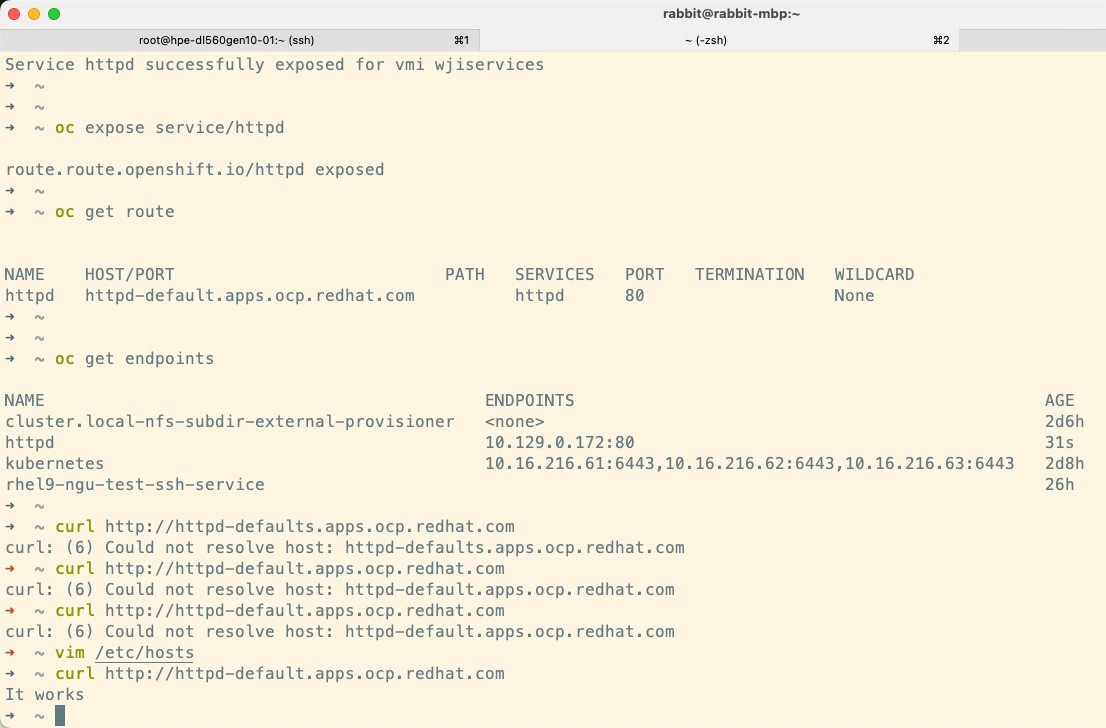 rabbit@rabbit-mbp:~
root@hpe-dl560gen10-01:~ (ssh) ⌘1 ~ (-zsh) ⌘2
Service httpd successfully exposed for vmi wjiservices
➜ ~
➜ ~
➜ ~ oc expose service/httpd
route.route.openshift.io/httpd exposed
➜ ~
➜ ~ oc get route
NAME HOST/PORT PATH SERVICES PORT TERMINATION WILDCARD
httpd httpd-default.apps.ocp.redhat.com httpd 80 None
➜ ~
➜ ~
➜ ~ oc get endpoints
NAME ENDPOINTS AGE
cluster.local-nfs-subdir-external-provisioner <none> 2d6h
httpd 10.129.0.172:80 31s
kubernetes 10.16.216.61:6443,10.16.216.62:6443,10.16.216.63:6443 2d8h
rhel9-ngu-test-ssh-service 26h
➜ ~
➜ ~ curl http://httpd-defaults.apps.ocp.redhat.com
curl: (6) Could not resolve host: httpd-defaults.apps.ocp.redhat.com
➜ ~ curl http://httpd-default.apps.ocp.redhat.com
curl: (6) Could not resolve host: httpd-default.apps.ocp.redhat.com
➜ ~ curl http://httpd-default.apps.ocp.redhat.com
curl: (6) Could not resolve host: httpd-default.apps.ocp.redhat.com
➜ ~ vim /etc/hosts
➜ ~ curl http://httpd-default.apps.ocp.redhat.com
It works
➜ ~